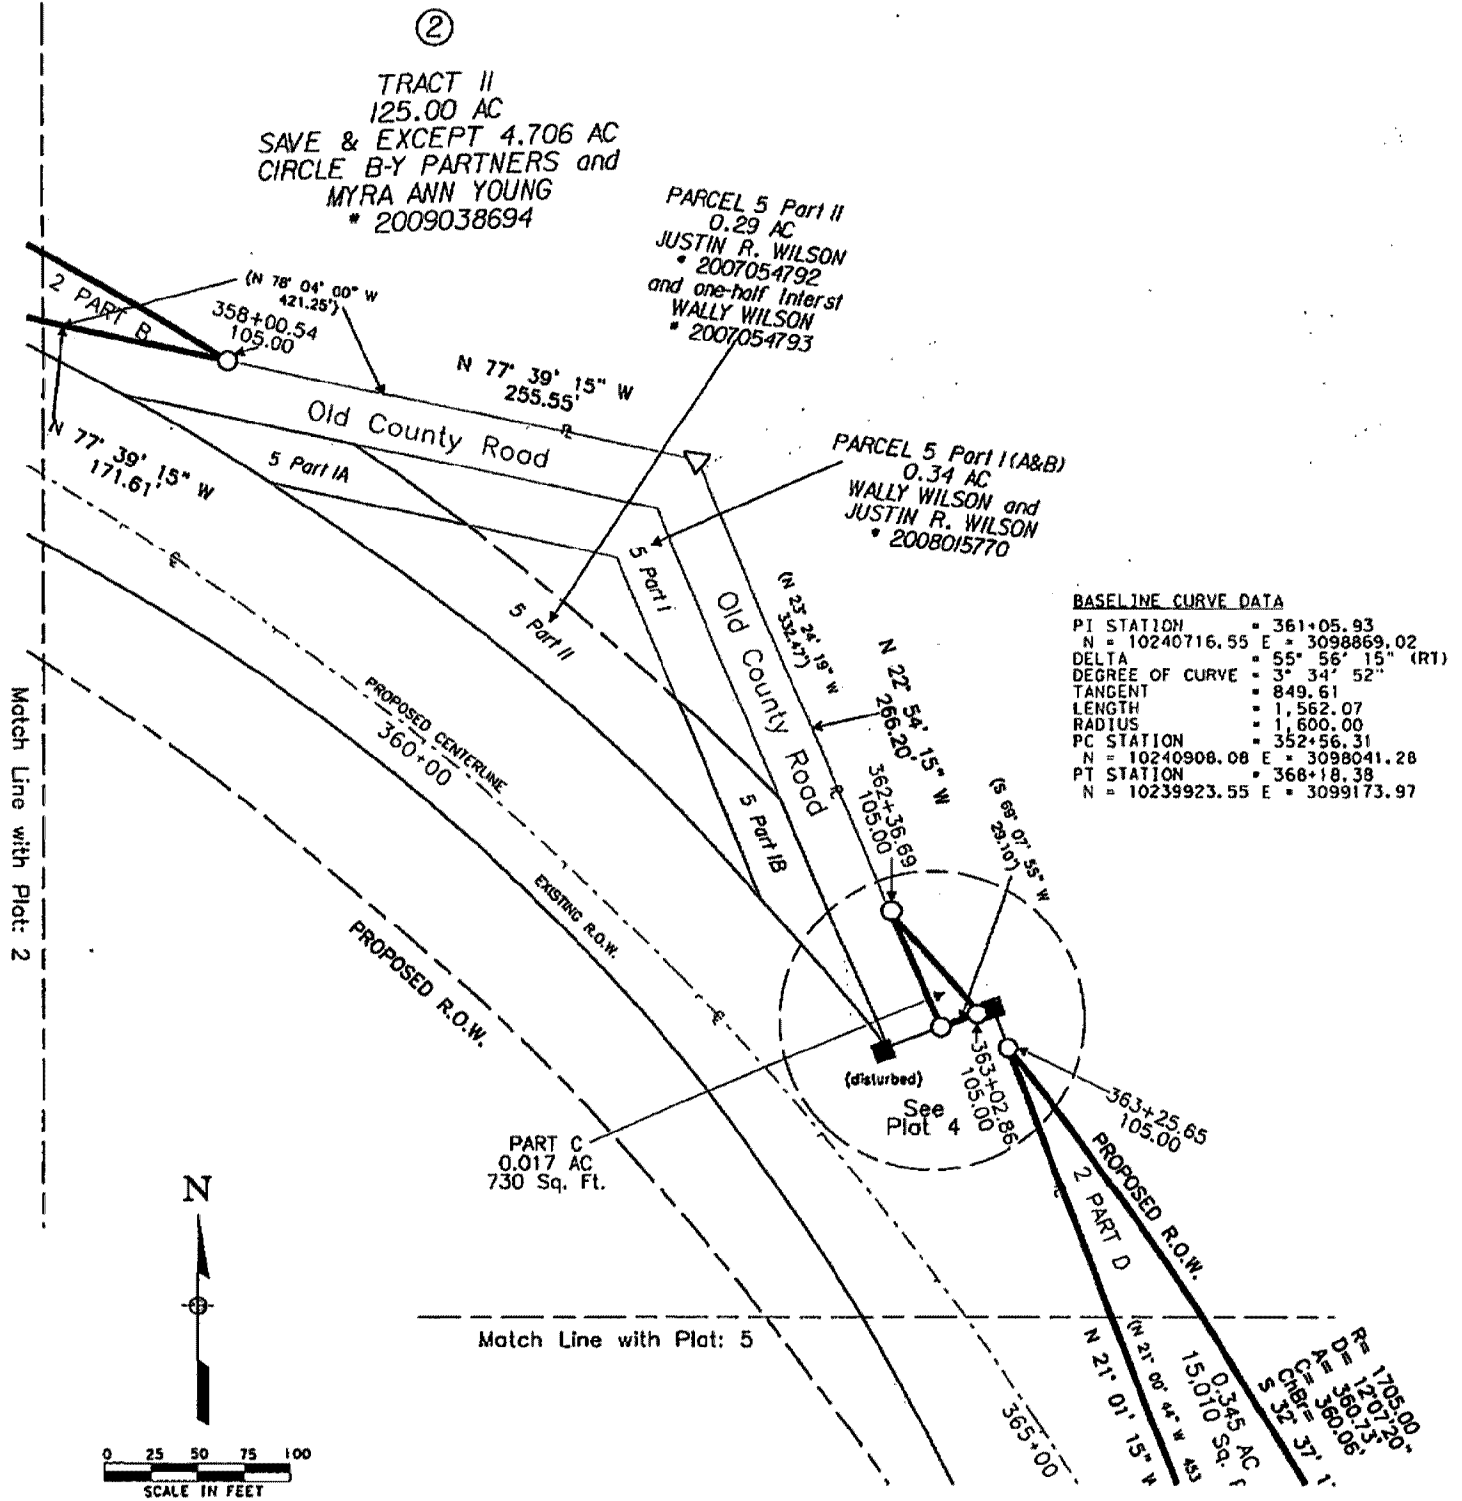 2
TRACT II
125.00 AC
SAVE & EXCEPT 4.706 AC
CIRCLE B-Y PARTNERS and
MYRA ANN YOUNG
* 2009038694
PARCEL 5 Part II
0.29 AC
JUSTIN R. WILSON
* 2007054792
and one-half Interst
WALLY WILSON
* 2007054793
2 PART B
(N 78° 04' 00" W
421.25')
358+00.54
105.00
N 77° 39' 15" W
255.55'
Old County Road
N 77° 39' 15" W
171.61'
5 Part IA
PARCEL 5 Part I (A&B)
0.34 AC
WALLY WILSON and
JUSTIN R. WILSON
* 2008015770
5 Part I
5 Part II
Old County Road
(N 23° 24' 19" W
332.47')
N 22° 54' 15" W
266.20'
BASELINE CURVE DATA
PI STATION = 361+05.93
N = 10240716.55 E = 3098869.02
DELTA = 55° 56' 15" (RT)
DEGREE OF CURVE = 3° 34' 52"
TANGENT = 849.61
LENGTH = 1,562.07
RADIUS = 1,600.00
PC STATION = 352+56.31
N = 10240908.08 E = 3098041.28
PT STATION = 368+18.38
N = 10239923.55 E = 3099173.97
PROPOSED CENTERLINE
360+00
362+36.69
105.00
(S 69° 07' 55" W
29.10')
5 Part IB
EXISTING R.O.W.
PROPOSED R.O.W.
Match Line with Plat: 2
(disturbed)
See
Plat 4
363+02.86
105.00
363+25.65
105.00
PART C
0.017 AC
730 Sq. Ft.
PROPOSED R.O.W.
2 PART D
N
Match Line with Plat: 5
365+00
N 21° 01' 15" W
(N 21° 00' 44" W 453
0.345 AC
15,010 Sq. F
R= 1705.00
D= 12°07'20"
A= 360.73'
C= 360.06'
ChBr=
S 32° 37' 1
0 25 50 75 100
SCALE IN FEET